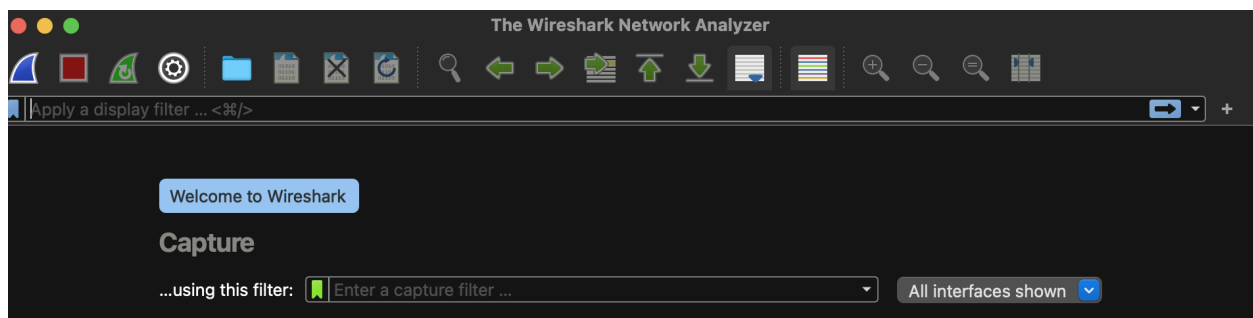 The Wireshark Network Analyzer
Apply a display filter ... <⌘/>
+
Welcome to Wireshark
Capture
...using this filter: Enter a capture filter ... All interfaces shown